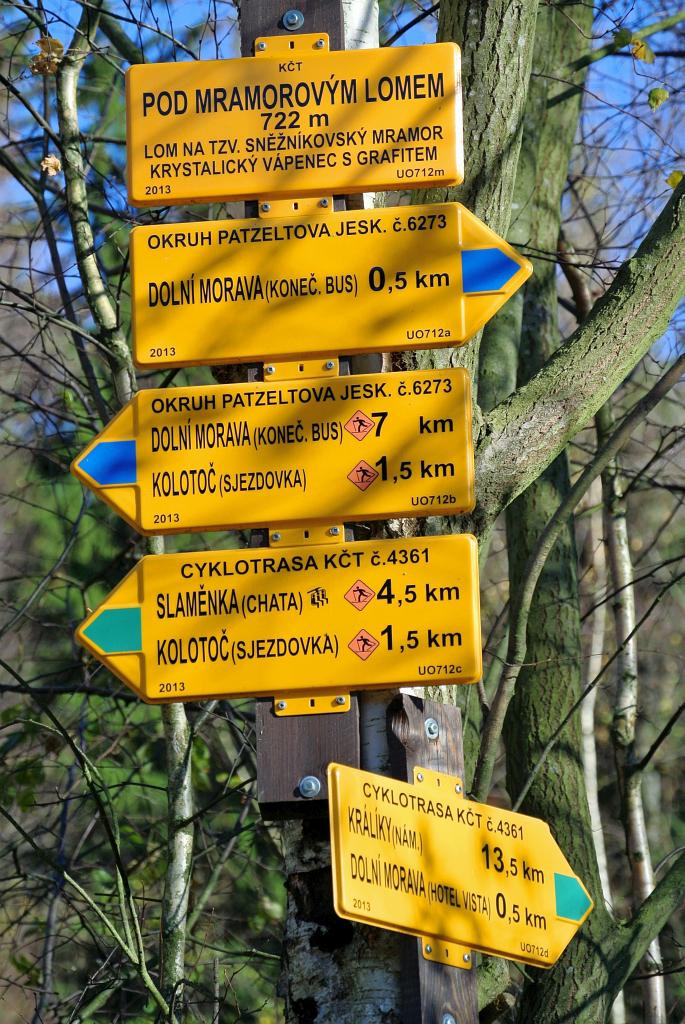 KČT
POD MRAMOROVÝM LOMEM
722 m
LOM NA TZV. SNĚŽNÍKOVSKÝ MRAMOR
KRYSTALICKÝ VÁPENEC S GRAFITEM
2013 UO712m
OKRUH PATZELTOVA JESK. č.6273
DOLNÍ MORAVA (KONEČ. BUS) 0,5 km
2013 UO712a
OKRUH PATZELTOVA JESK. č.6273
DOLNÍ MORAVA (KONEČ. BUS) 7 km
KOLOTOČ (SJEZDOVKA) 1,5 km
2013 UO712b
CYKLOTRASA KČT č.4361
SLAMĚNKA (CHATA) 4,5 km
KOLOTOČ (SJEZDOVKA) 1,5 km
2013 UO712c
CYKLOTRASA KČT č.4361
KRÁLÍKY (NÁM.) 13,5 km
DOLNÍ MORAVA (HOTEL VISTA) 0,5 km
2013 UO712d